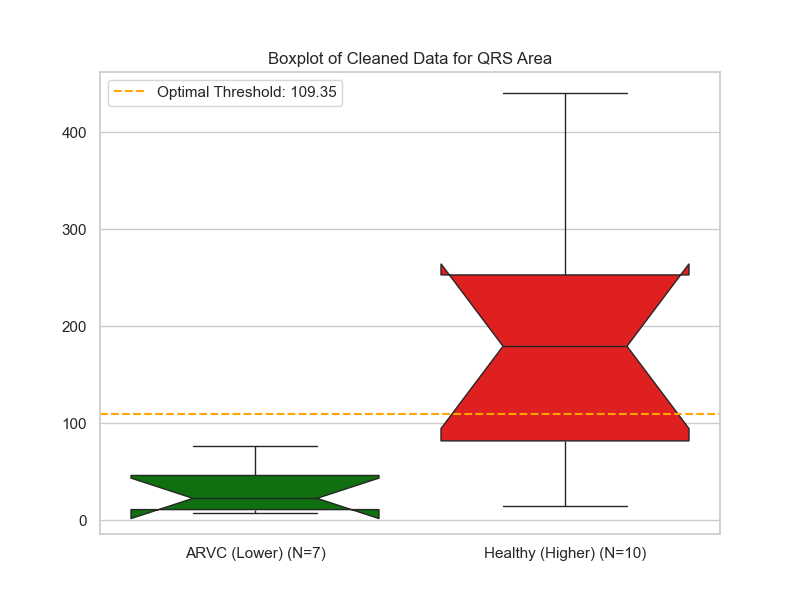 Boxplot of Cleaned Data for QRS Area
Optimal Threshold: 109.35
400
300
200
100
0
ARVC (Lower) (N=7)
Healthy (Higher) (N=10)